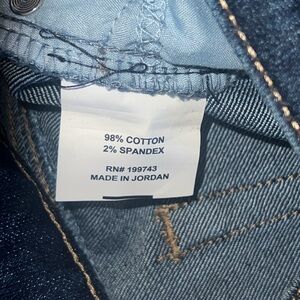 98% COTTON
2% SPANDEX
RN# 199743
MADE IN JORDAN